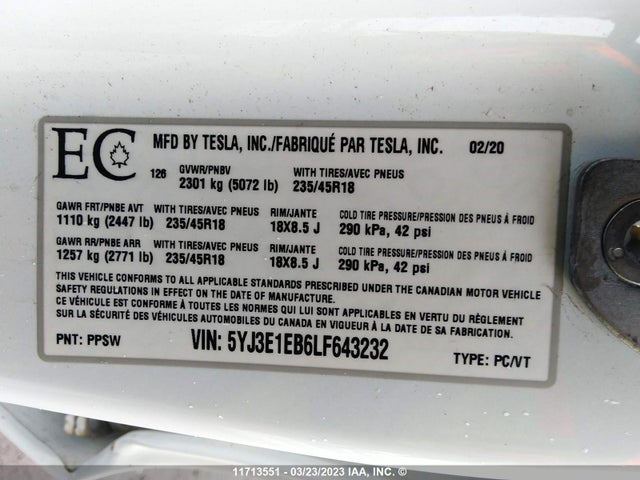 EC MFD BY TESLA, INC./FABRIQUÉ PAR TESLA, INC. 02/20
126 GVWR/PNBV WITH TIRES/AVEC PNEUS
2301 kg (5072 lb) 235/45R18
GAWR FRT/PNBE AVT WITH TIRES/AVEC PNEUS RIM/JANTE COLD TIRE PRESSURE/PRESSION DES PNEUS À FROID
1110 kg (2447 lb) 235/45R18 18X8.5 J 290 kPa, 42 psi
GAWR RR/PNBE ARR WITH TIRES/AVEC PNEUS RIM/JANTE COLD TIRE PRESSURE/PRESSION DES PNEUS À FROID
1257 kg (2771 lb) 235/45R18 18X8.5 J 290 kPa, 42 psi
THIS VEHICLE CONFORMS TO ALL APPLICABLE STANDARDS PRESCRIBED UNDER THE CANADIAN MOTOR VEHICLE
SAFETY REGULATIONS IN EFFECT ON THE DATE OF MANUFACTURE.
CE VÉHICULE EST CONFORME À TOUTES LES NORMES QUI LUI SONT APPLICABLES EN VERTU DU RÈGLEMENT
SUR LA SÉCURITÉ DES VÉHICULES AUTOMOBILES DU CANADA EN VIGUEUR À LA DATE DE SA FABRICATION.
PNT: PPSW VIN: 5YJ3E1EB6LF643232 TYPE: PC/VT
11713551 - 03/23/2023 IAA, INC. ©